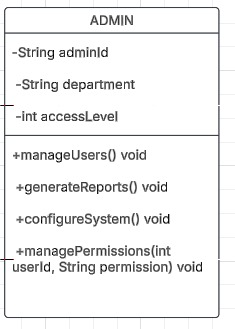 ADMIN
-String adminId
-String department
-int accessLevel
+manageUsers() void
+generateReports() void
+configureSystem() void
+managePermissions(int
userId, String permission) void